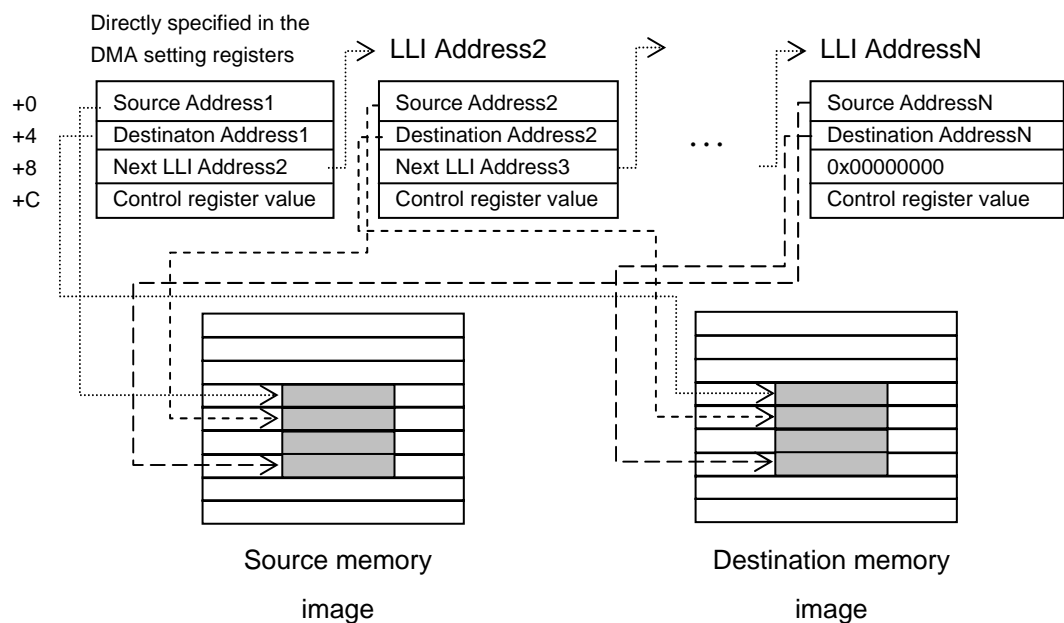 Directly specified in the
DMA setting registers
LLI Address2
LLI AddressN
+0
+4
+8
+C
Source Address1
Destinaton Address1
Next LLI Address2
Control register value
Source Address2
Destination Address2
Next LLI Address3
Control register value
...
Source AddressN
Destination AddressN
0x00000000
Control register value
Source memory
image
Destination memory
image